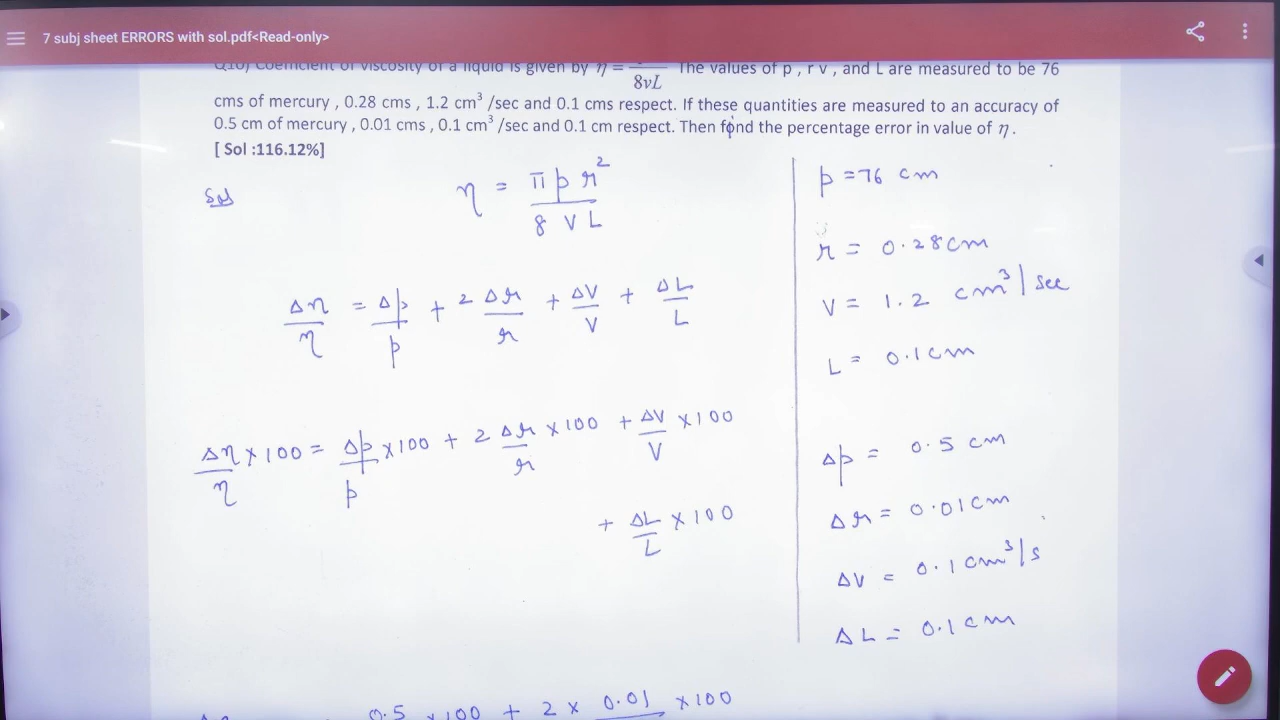 7 subj sheet ERRORS with sol.pdf<Read-only>
Q10) Coefficient of viscosity of a liquid is given by η = The values of p , r v , and L are measured to be 76
8vL
cms of mercury , 0.28 cms , 1.2 cm³ /sec and 0.1 cms respect. If these quantities are measured to an accuracy of
0.5 cm of mercury , 0.01 cms , 0.1 cm³ /sec and 0.1 cm respect. Then find the percentage error in value of η .
[ Sol :116.12%]
Sol
η = πpr² / 8VL
Δη/η = Δp/p + 2 Δr/r + ΔV/V + ΔL/L
Δη/η × 100 = Δp/p × 100 + 2 Δr/r × 100 + ΔV/V × 100
+ ΔL/L × 100
0.5 × 100 + 2 × 0.01 × 100
p = 76 cm
r = 0.28 cm
V = 1.2 cm³/sec
L = 0.1 cm
Δp = 0.5 cm
Δr = 0.01 cm
ΔV = 0.1 cm³/s
ΔL = 0.1 cm